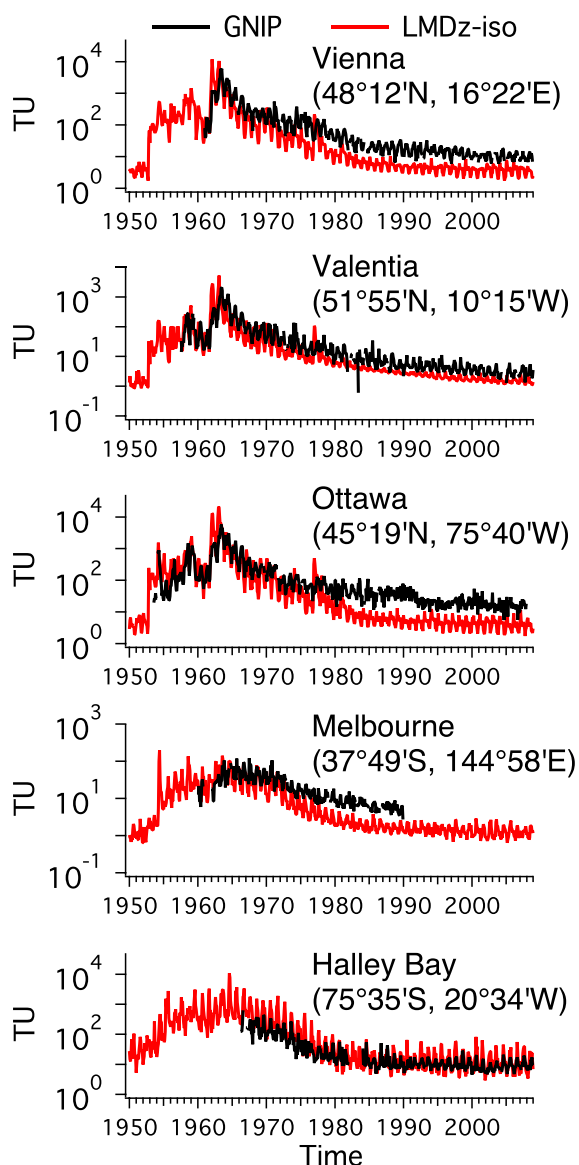 GNIP LMDz-iso
Vienna
(48°12'N, 16°22'E)
TU
10^4
10^2
10^0
1950 1960 1970 1980 1990 2000
Valentia
(51°55'N, 10°15'W)
TU
10^3
10^1
10^-1
1950 1960 1970 1980 1990 2000
Ottawa
(45°19'N, 75°40'W)
TU
10^4
10^2
10^0
1950 1960 1970 1980 1990 2000
Melbourne
(37°49'S, 144°58'E)
TU
10^3
10^1
10^-1
1950 1960 1970 1980 1990 2000
Halley Bay
(75°35'S, 20°34'W)
TU
10^4
10^2
10^0
1950 1960 1970 1980 1990 2000
Time